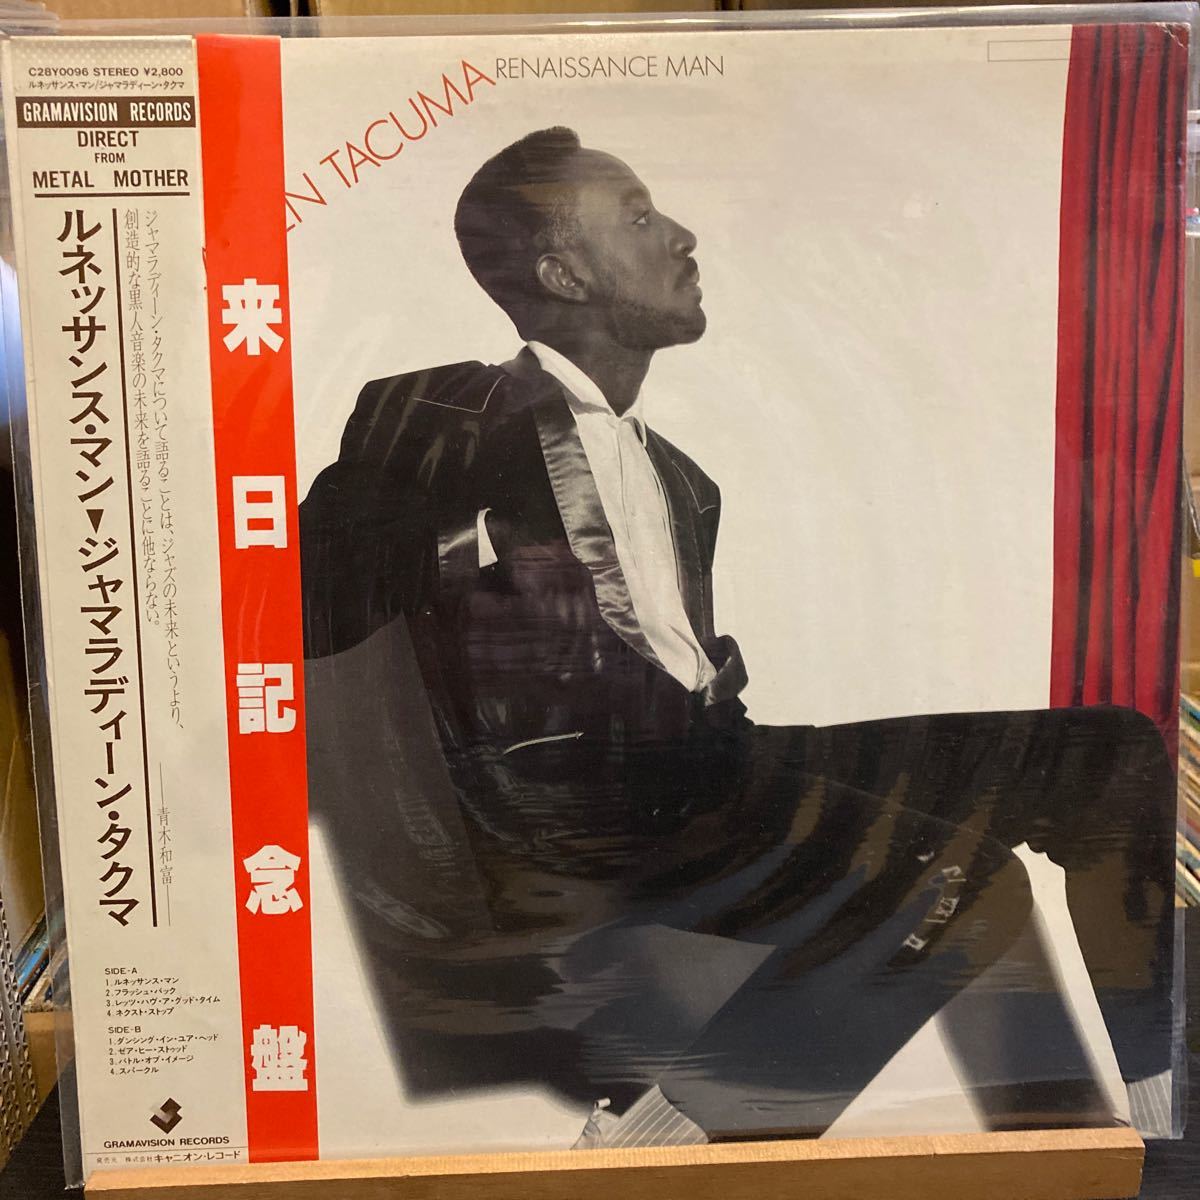 C28Y0096 STEREO ¥2,800
ルネッサンス・マン/ジャマラディーン・タクマ
GRAMAVISION RECORDS
DIRECT
FROM
METAL MOTHER
ルネッサンス・マン▼ジャマラディーン・タクマ
ジャマラディーン・タクマについて語ることは、ジャズの未来というより、
創造的な黒人音楽の未来を語ることに他ならない。
青木和富
SIDE-A
1.ルネッサンス・マン
2.フラッシュ・バック
3.レッツ・ハヴ・ア・グッド・タイム
4.ネクスト・ストップ
SIDE-B
1.ダンシング・イン・ユア・ヘッド
2.ゼア・ヒー・ストゥッド
3.バトル・オブ・イメージ
4.スパークル
GRAMAVISION RECORDS
発売元 株式会社キャニオン・レコード
来日記念盤
EN TACUMA
RENAISSANCE MAN